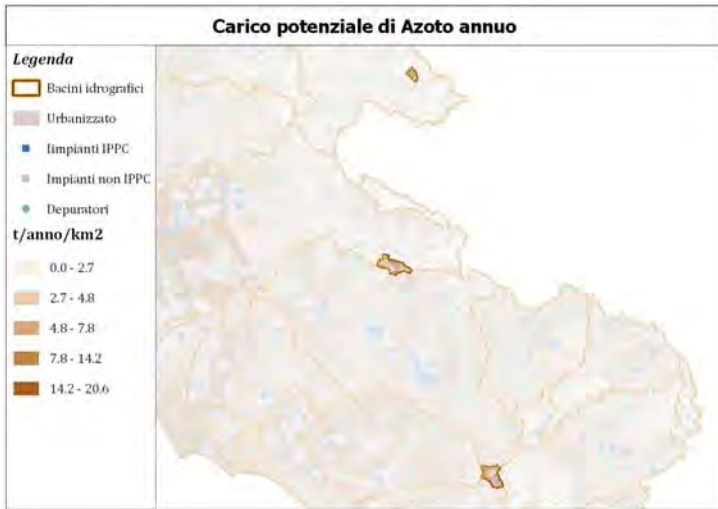 Carico potenziale di Azoto annuo
Legenda
Bacini idrografici
Urbanizzato
Iimpianti IPPC
Impianti non IPPC
Depuratori
t/anno/km2
0.0 - 2.7
2.7 - 4.8
4.8 - 7.8
7.8 - 14.2
14.2 - 20.6